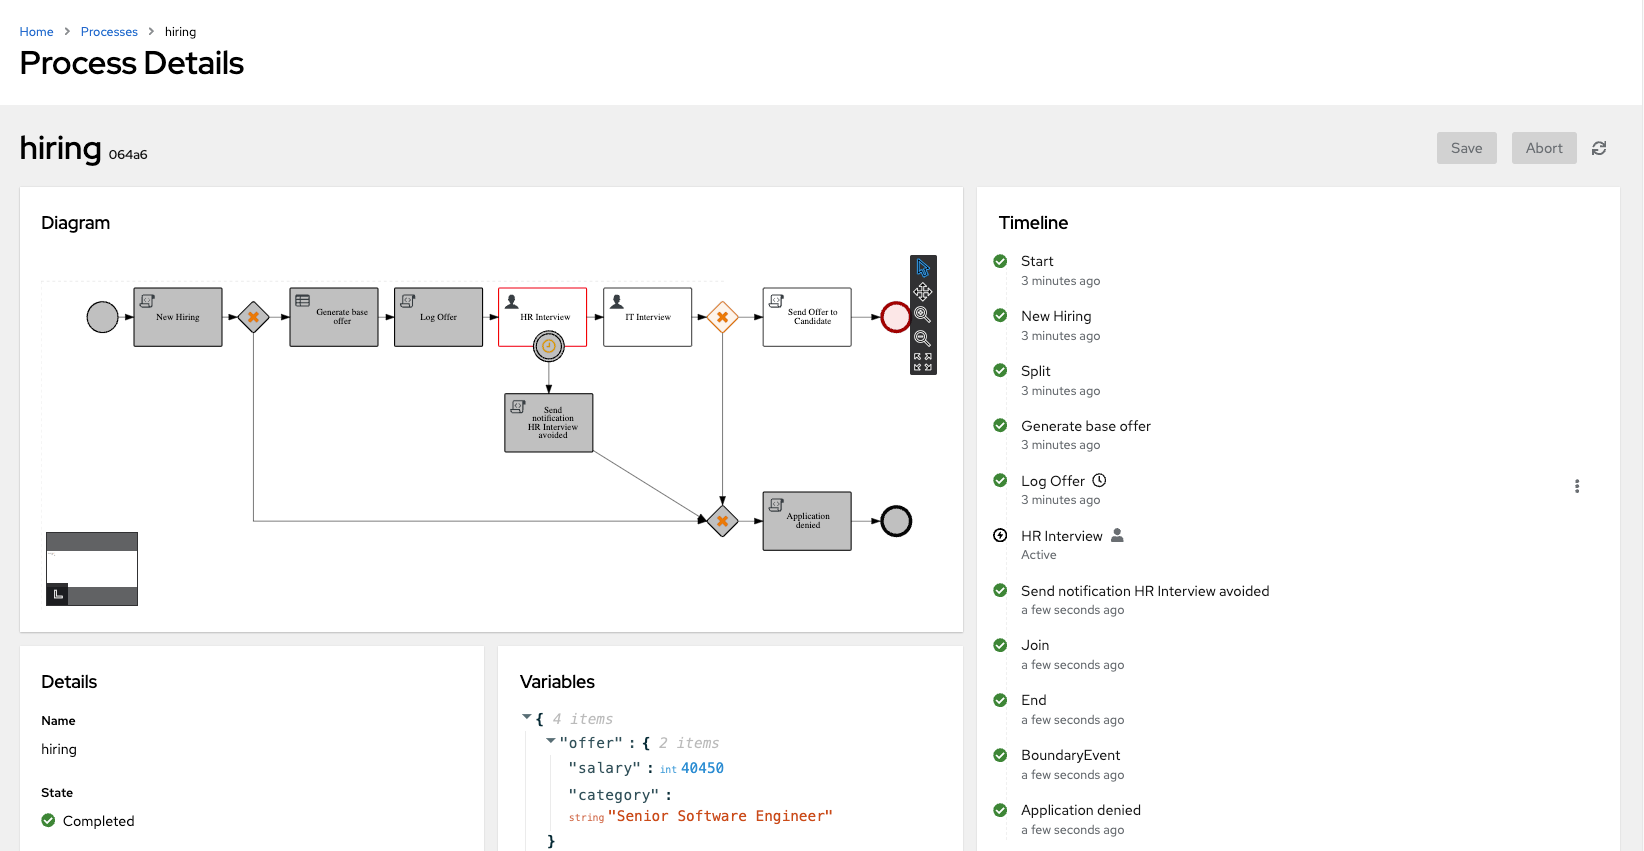 Home > Processes > hiring
Process Details
hiring 064a6
Save
Abort
Diagram
New Hiring
Generate base
offer
Log Offer
HR Interview
IT Interview
Send Offer to
Candidate
Send
notification
HR Interview
avoided
Application
denied
Timeline
Start
3 minutes ago
New Hiring
3 minutes ago
Split
3 minutes ago
Generate base offer
3 minutes ago
Log Offer
3 minutes ago
HR Interview
Active
Send notification HR Interview avoided
a few seconds ago
Join
a few seconds ago
End
a few seconds ago
BoundaryEvent
a few seconds ago
Application denied
a few seconds ago
Details
Name
hiring
State
Completed
Variables
{ 4 items
"offer" : { 2 items
"salary" : int 40450
"category" :
string "Senior Software Engineer"
}